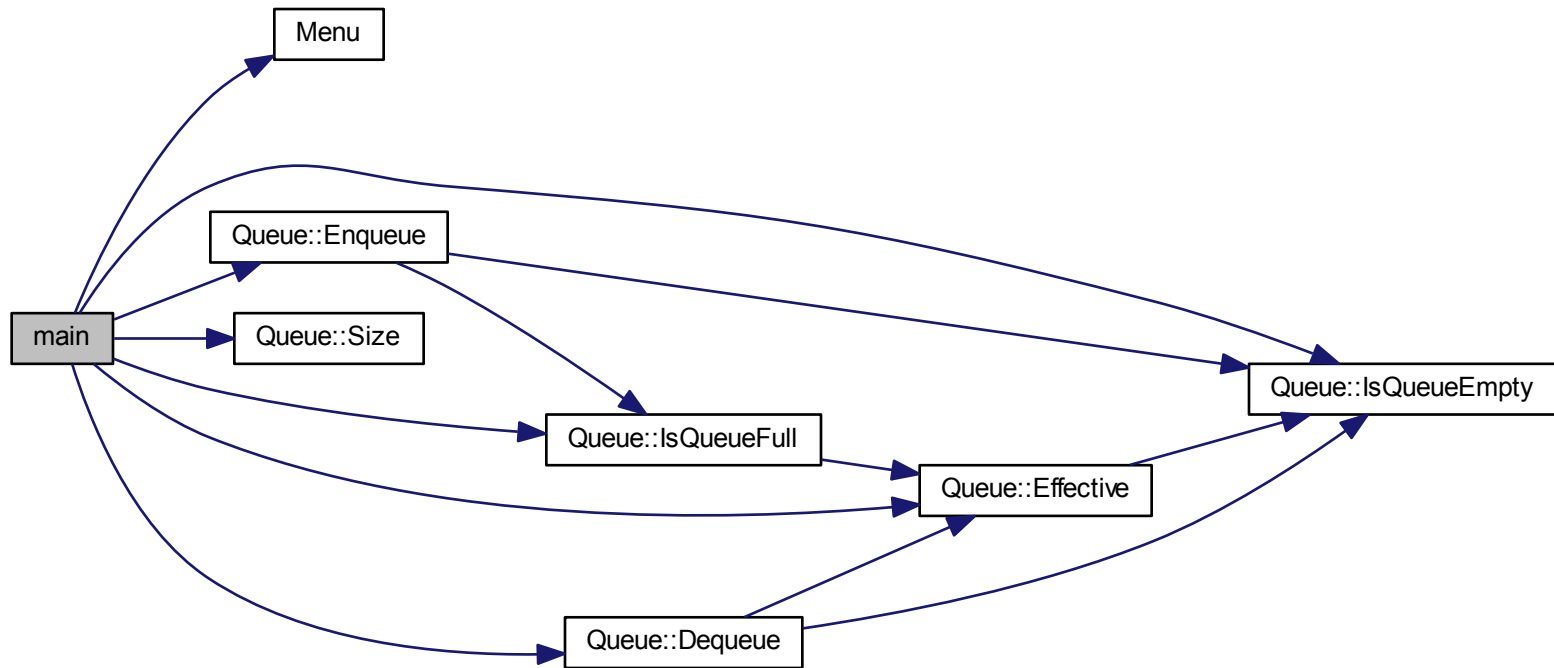 Menu
Queue::Enqueue
main
Queue::Size
Queue::IsQueueEmpty
Queue::IsQueueFull
Queue::Effective
Queue::Dequeue